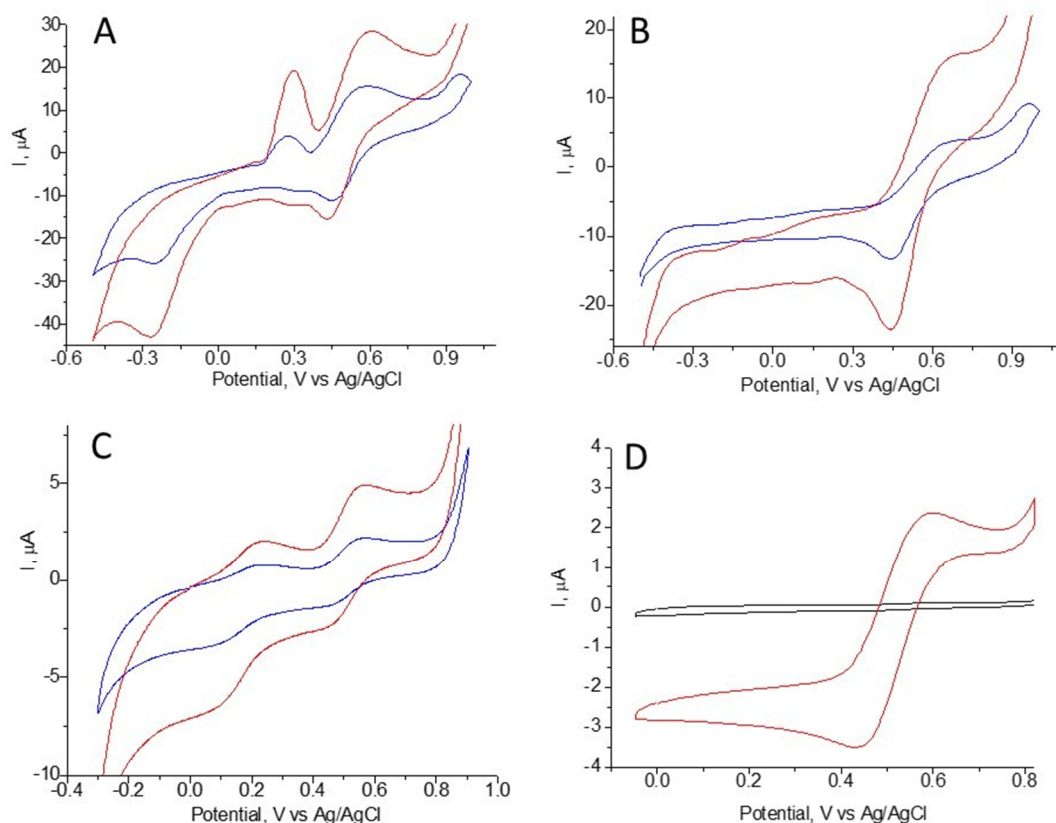 A
30
20
10
0
-10
-20
-30
-40
I, μA
-0.6 -0.3 0.0 0.3 0.6 0.9
Potential, V vs Ag/AgCl
B
20
10
0
-10
-20
I, μA
-0.6 -0.3 0.0 0.3 0.6 0.9
Potential, V vs Ag/AgCl
C
5
0
-5
-10
I, μA
-0.4 -0.2 0.0 0.2 0.4 0.6 0.8 1.0
Potential, V vs Ag/AgCl
D
4
3
2
1
0
-1
-2
-3
-4
I, μA
0.0 0.2 0.4 0.6 0.8
Potential, V vs Ag/AgCl